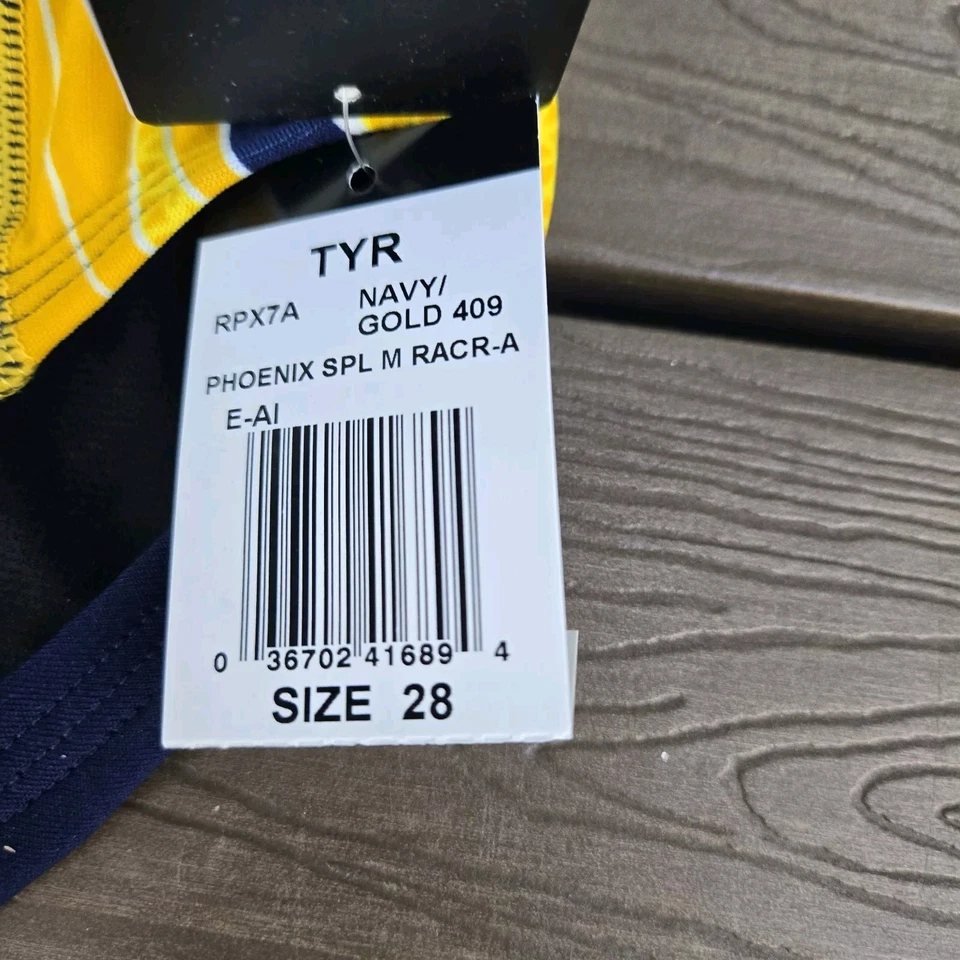 TYR
RPX7A NAVY/
GOLD 409
PHOENIX SPL M RACR-A
E-AI
0 36702 41689 4
SIZE 28